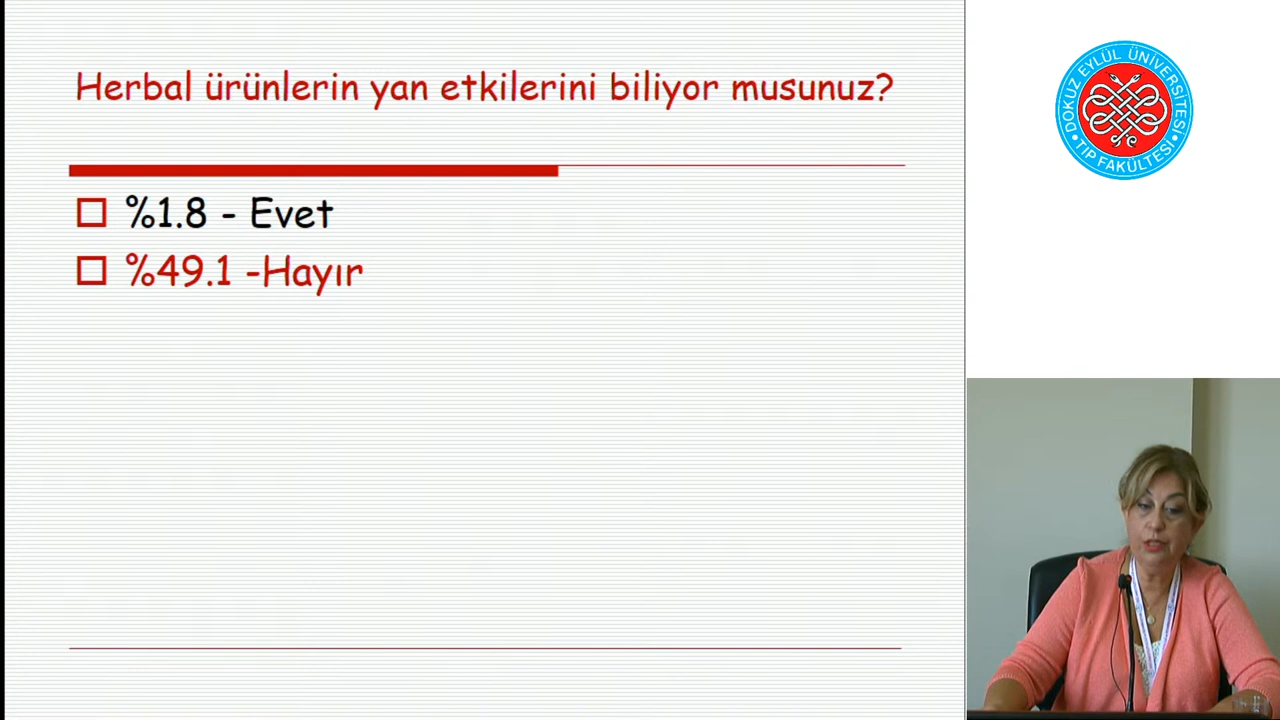 Herbal ürünlerin yan etkilerini biliyor musunuz?
%1.8 - Evet
%49.1 -Hayır
DOKUZ EYLÜL ÜNİVERSİTESİ
• TIP FAKÜLTESİ •